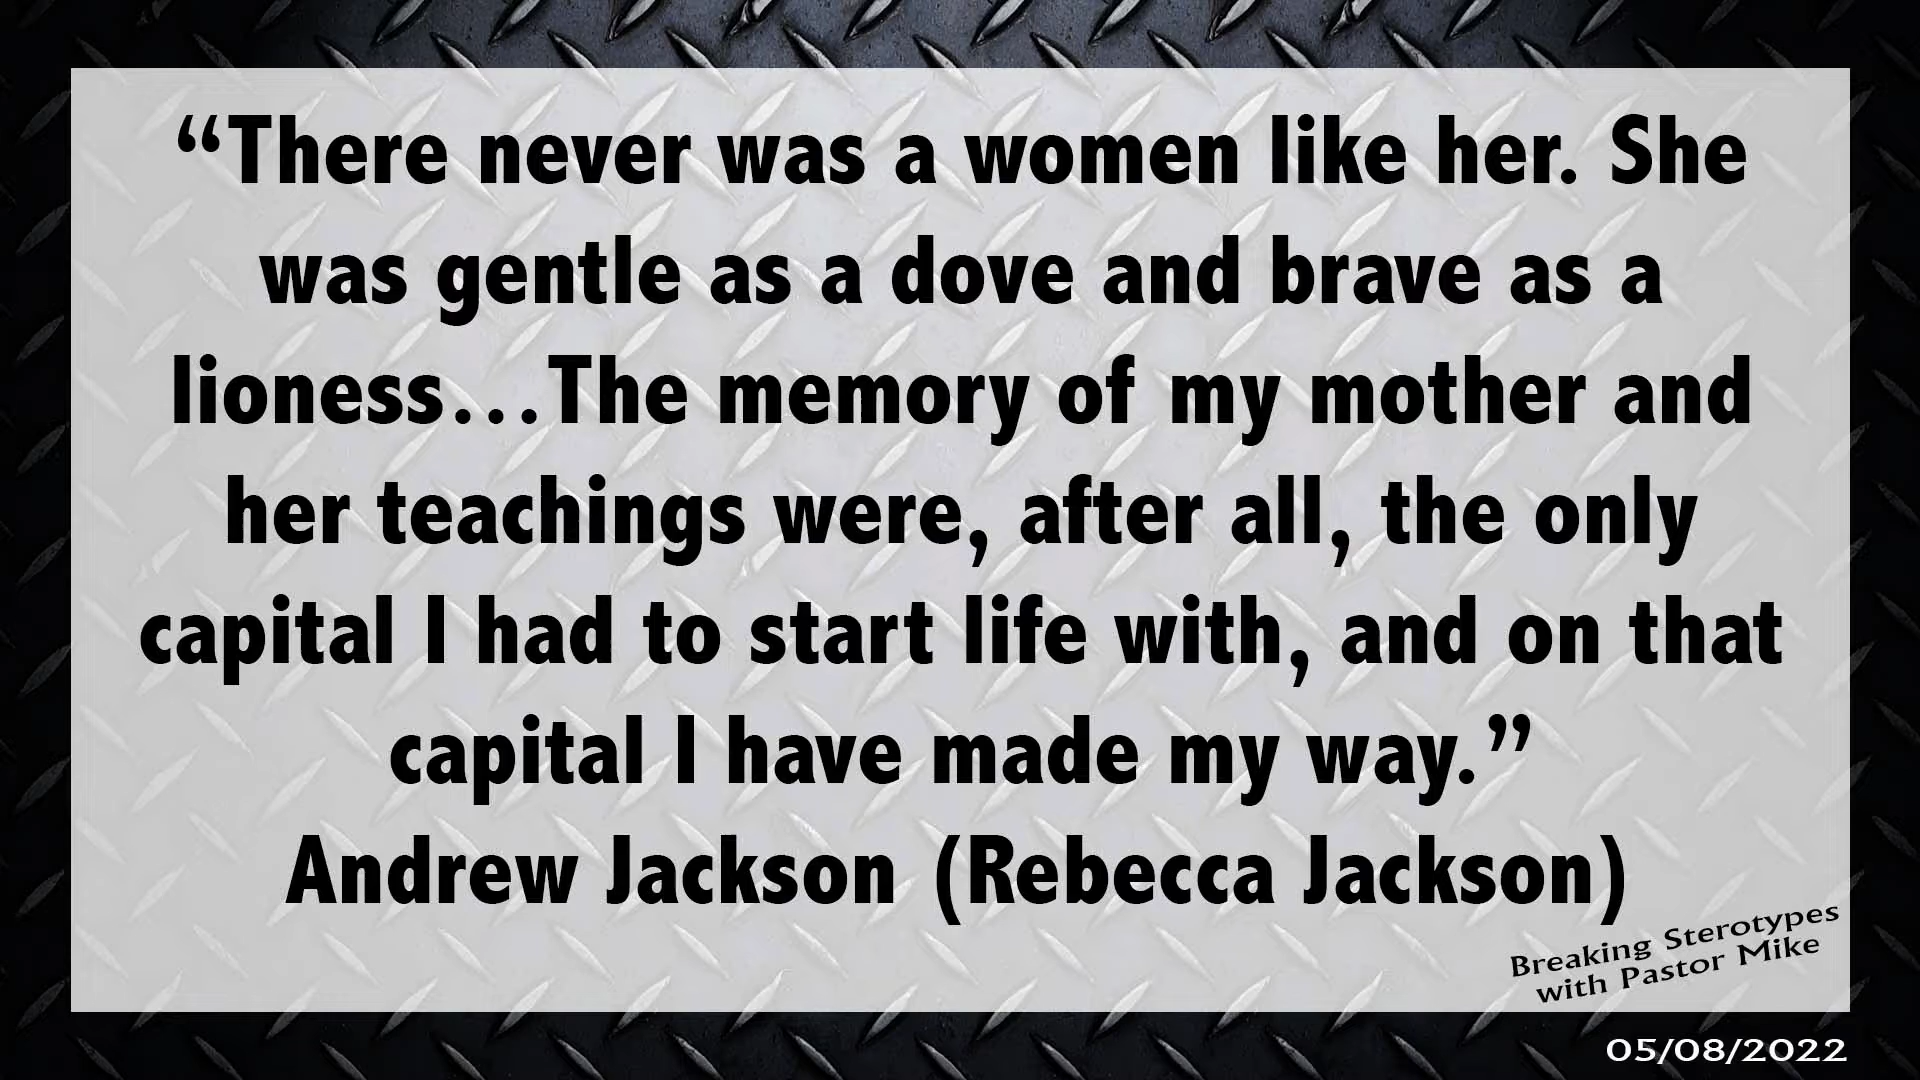 “There never was a women like her. She
was gentle as a dove and brave as a
lioness...The memory of my mother and
her teachings were, after all, the only
capital I had to start life with, and on that
capital I have made my way.”
Andrew Jackson (Rebecca Jackson)
Breaking Sterotypes
with Pastor Mike
05/08/2022